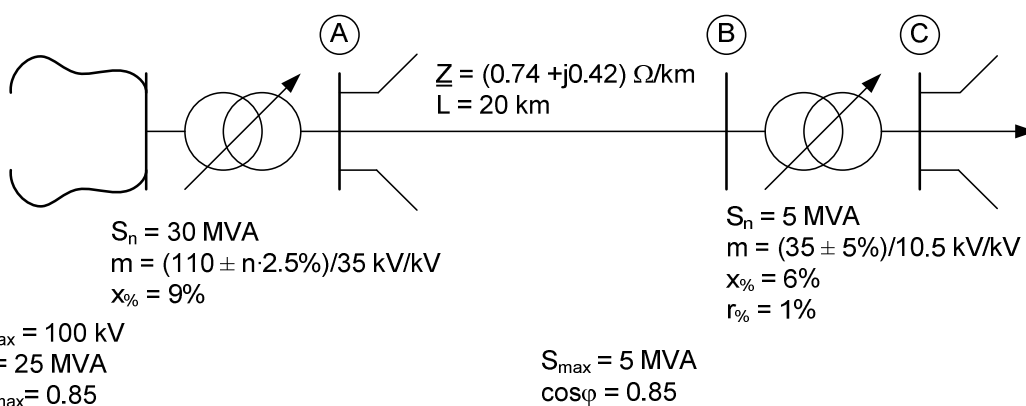 A
B
C
Z = (0.74 +j0.42) Ω/km
L = 20 km
Sn = 30 MVA
m = (110 ± n·2.5%)/35 kV/kV
x% = 9%
Sn = 5 MVA
m = (35 ± 5%)/10.5 kV/kV
x% = 6%
r% = 1%
ax = 100 kV
= 25 MVA
max= 0.85
Smax = 5 MVA
cosφ = 0.85